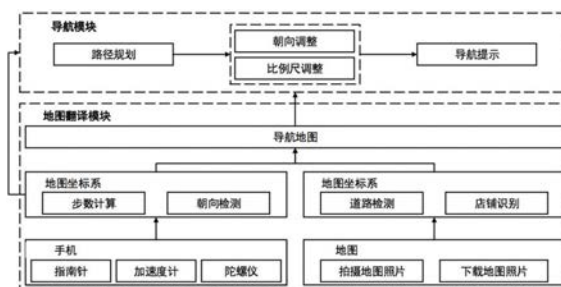 导航模块
路径规划
朝向调整
比例尺调整
导航提示
地图翻译模块
导航地图
地图坐标系
步数计算
朝向检测
地图坐标系
道路检测
店铺识别
手机
指南针
加速度计
陀螺仪
地图
拍摄地图照片
下载地图照片